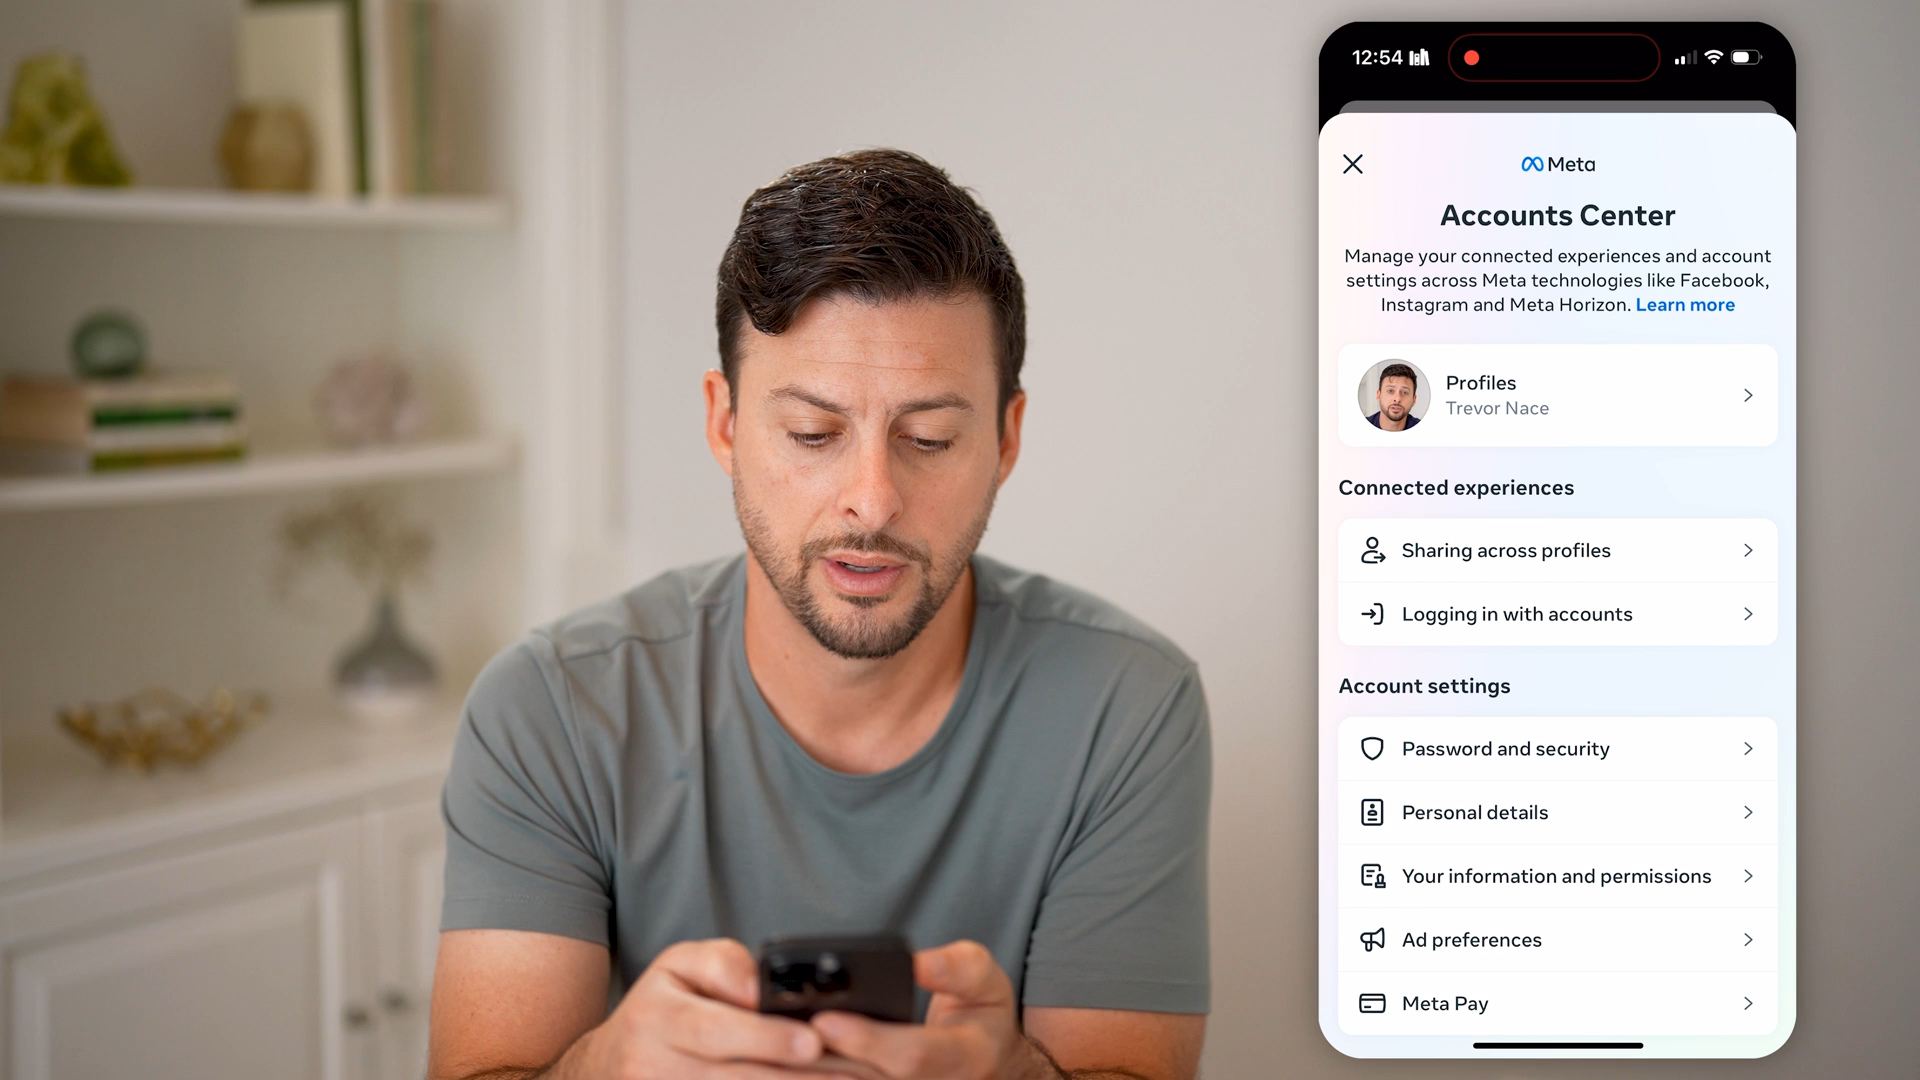 12:54
Meta
Accounts Center
Manage your connected experiences and account
settings across Meta technologies like Facebook,
Instagram and Meta Horizon. Learn more
Profiles
Trevor Nace
Connected experiences
Sharing across profiles
Logging in with accounts
Account settings
Password and security
Personal details
Your information and permissions
Ad preferences
Meta Pay